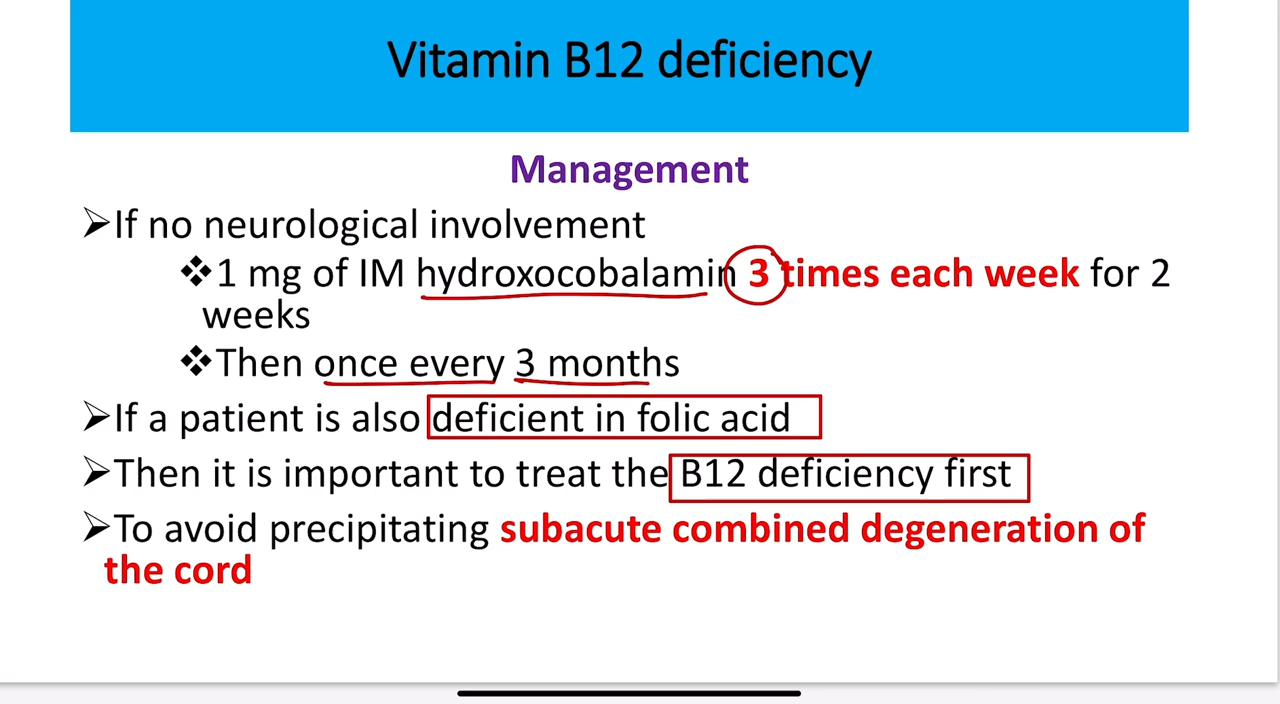 Vitamin B12 deficiency
Management
➢If no neurological involvement
❖1 mg of IM hydroxocobalamin 3 times each week for 2
weeks
❖Then once every 3 months
➢If a patient is also deficient in folic acid
➢Then it is important to treat the B12 deficiency first
➢To avoid precipitating subacute combined degeneration of
the cord